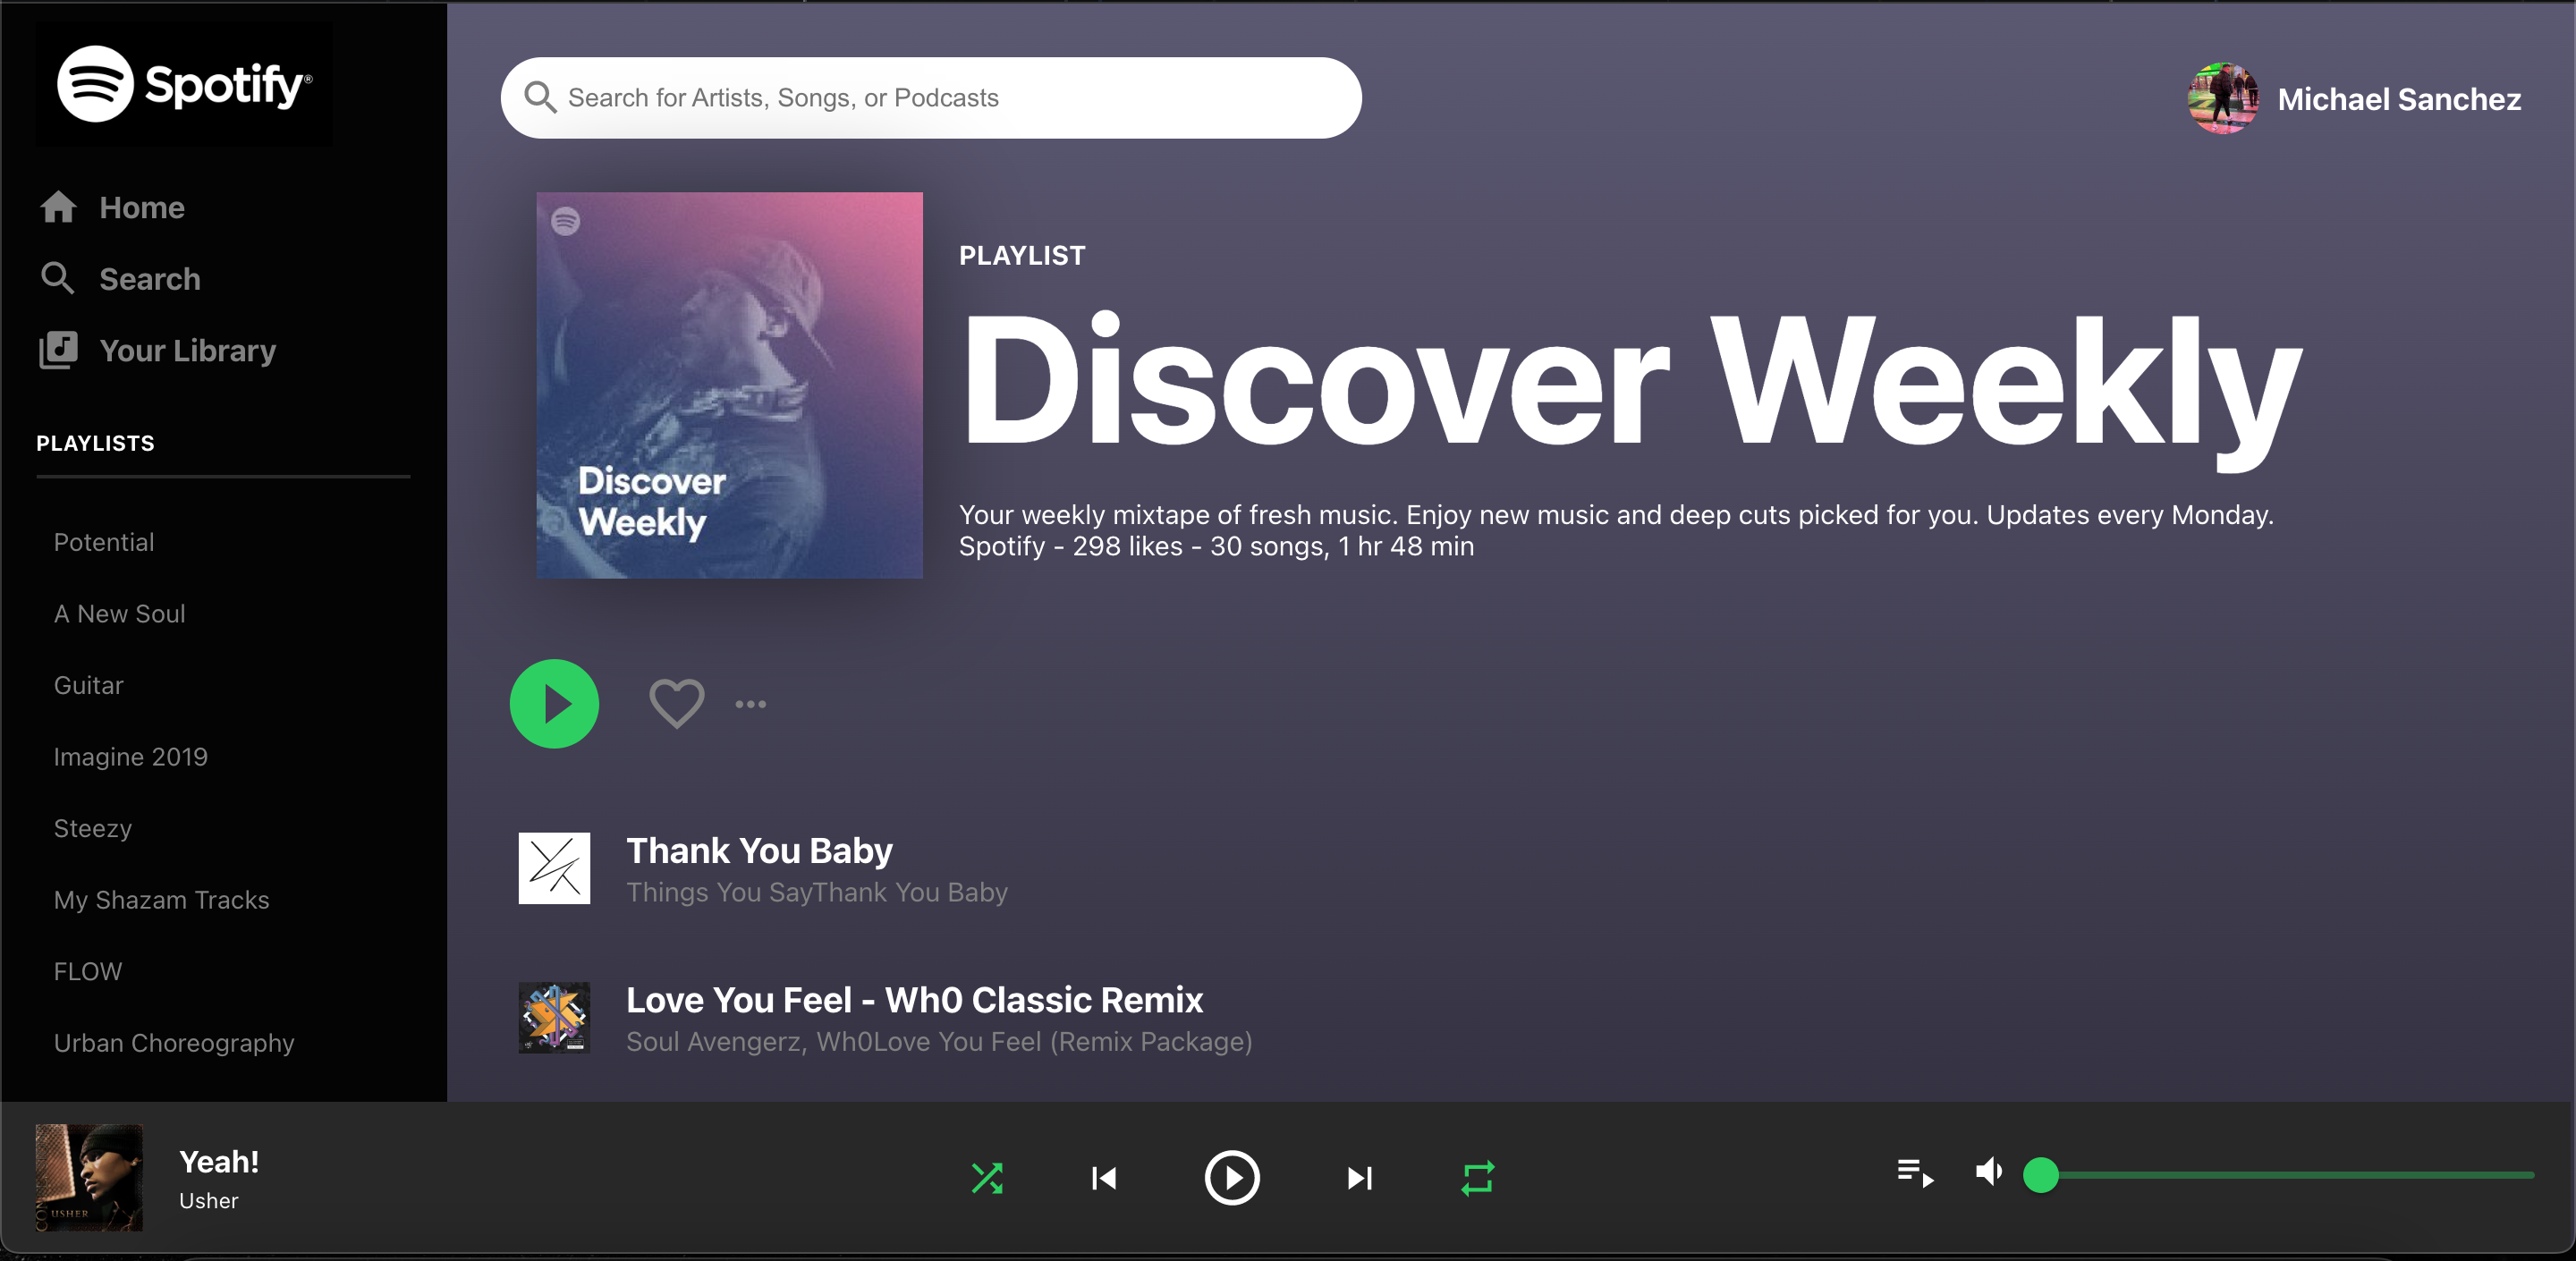 Spotify®
Home
Search
Your Library
PLAYLISTS
Potential
A New Soul
Guitar
Imagine 2019
Steezy
My Shazam Tracks
FLOW
Urban Choreography
Search for Artists, Songs, or Podcasts
Michael Sanchez
Discover
Weekly
PLAYLIST
Discover Weekly
Your weekly mixtape of fresh music. Enjoy new music and deep cuts picked for you. Updates every Monday.
Spotify - 298 likes - 30 songs, 1 hr 48 min
Thank You Baby
Things You SayThank You Baby
Love You Feel - Wh0 Classic Remix
Soul Avengerz, Wh0Love You Feel (Remix Package)
USHER
Yeah!
Usher